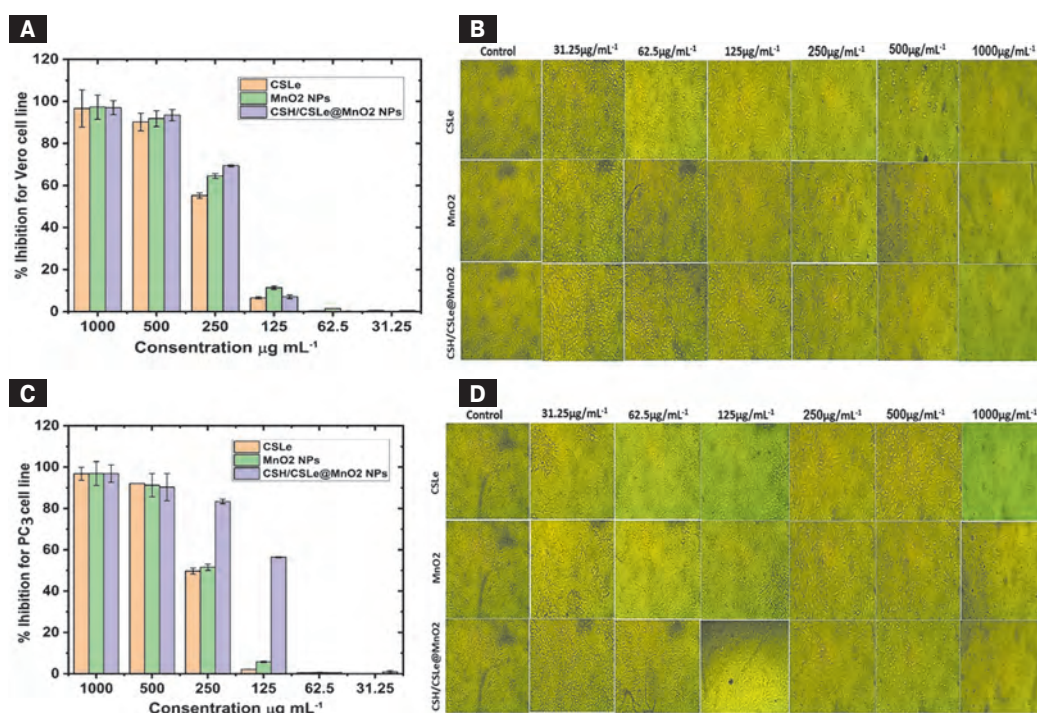 A
120
100
80
60
40
20
0
% Ihibition for Vero cell line
CSLe
MnO2 NPs
CSH/CSLe@MnO2 NPs
1000 500 250 125 62.5 31.25
Consentration µg mL-1
B
Control 31.25µg/mL-1 62.5µg/mL-1 125µg/mL-1 250µg/mL-1 500µg/mL-1 1000µg/mL-1
CSLe
MnO2
CSH/CSLe@MnO2
C
120
100
80
60
40
20
0
% Ihibition for PC3 cell line
CSLe
MnO2 NPs
CSH/CSLe@MnO2 NPs
1000 500 250 125 62.5 31.25
Concentration µg mL-1
D
Control 31.25µg/mL-1 62.5µg/mL-1 125µg/mL-1 250µg/mL-1 500µg/mL-1 1000µg/mL-1
CSLe
MnO2
CSH/CSLe@MnO2